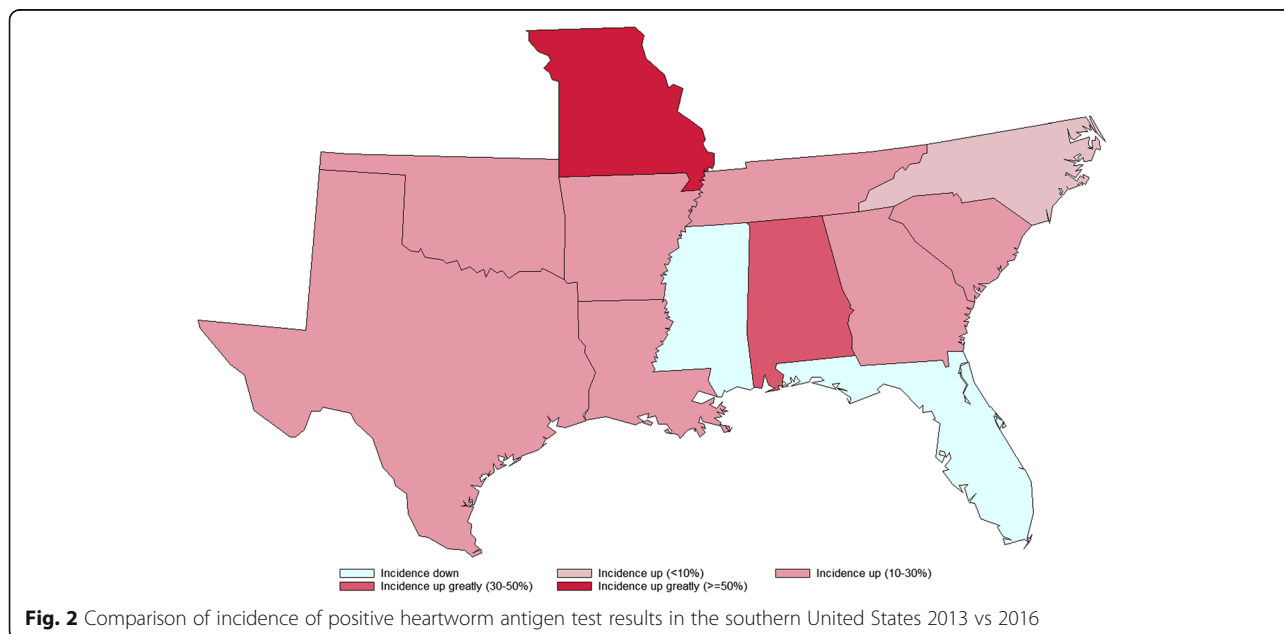 Incidence down Incidence up (<10%) Incidence up (10-30%)
Incidence up greatly (30-50%) Incidence up greatly (>=50%)
Fig. 2 Comparison of incidence of positive heartworm antigen test results in the southern United States 2013 vs 2016